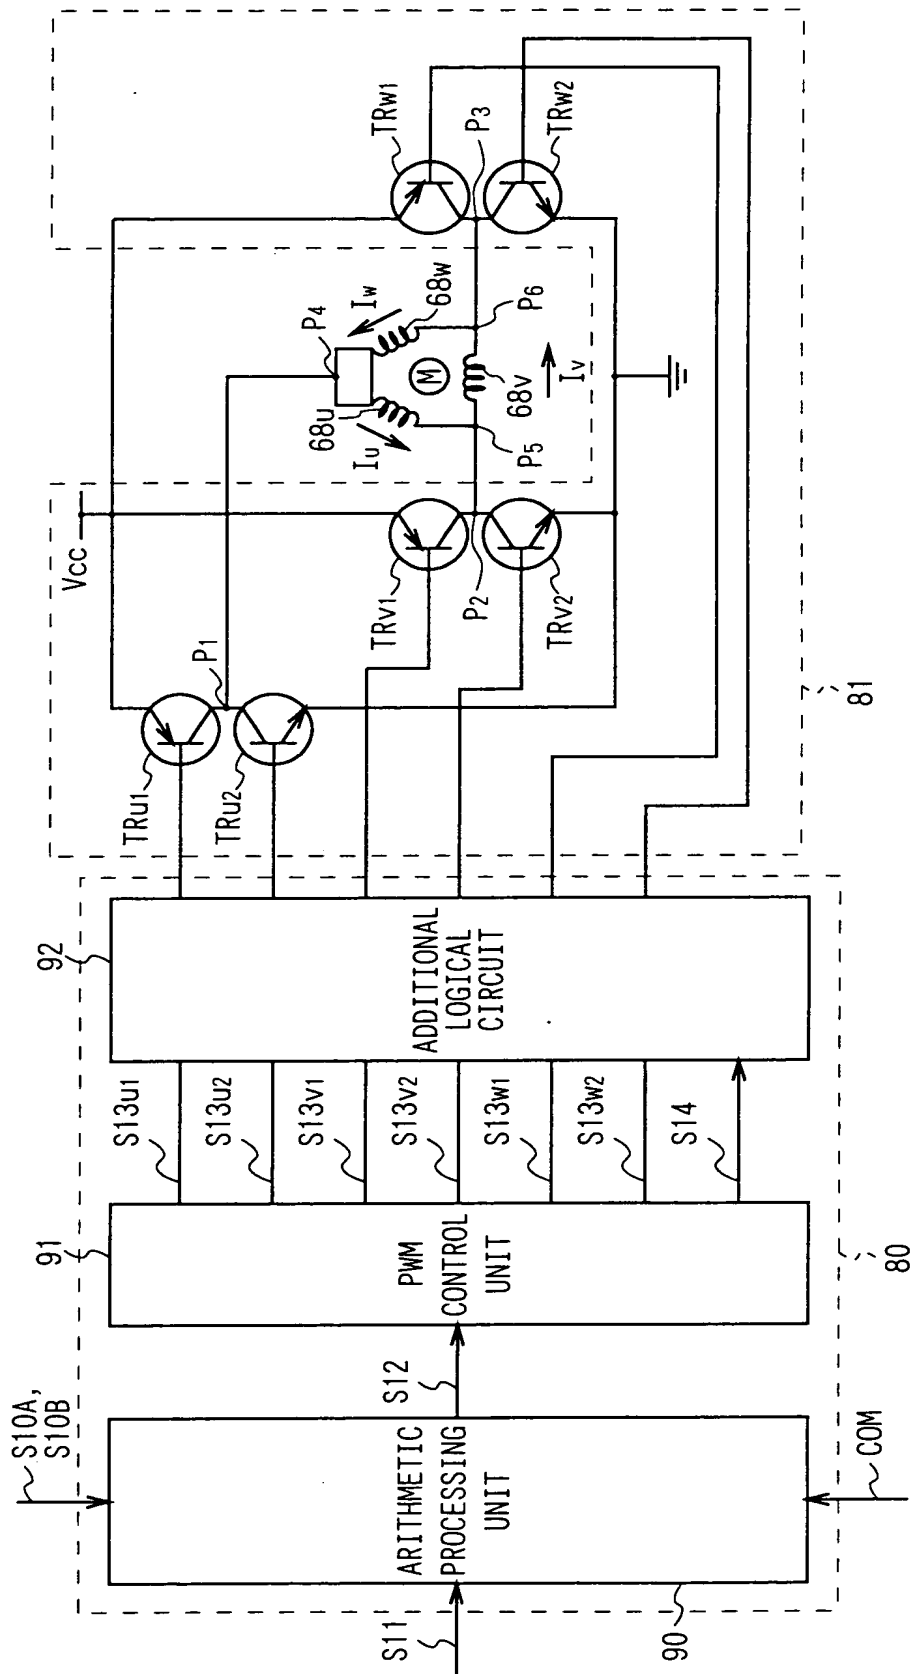 S10A,
S10B
S11
ARITHMETIC
PROCESSING
UNIT
90
COM
S12
91
PWM
CONTROL
UNIT
80
S13u1
S13u2
S13v1
S13v2
S13w1
S13w2
S14
92
ADDITIONAL
LOGICAL
CIRCUIT
81
TRu1
TRu2
P1
Vcc
TRv1
P2
TRv2
P4
68u
Iu
M
Iw
68w
P5
68v
Iv
P6
TRw1
P3
TRw2